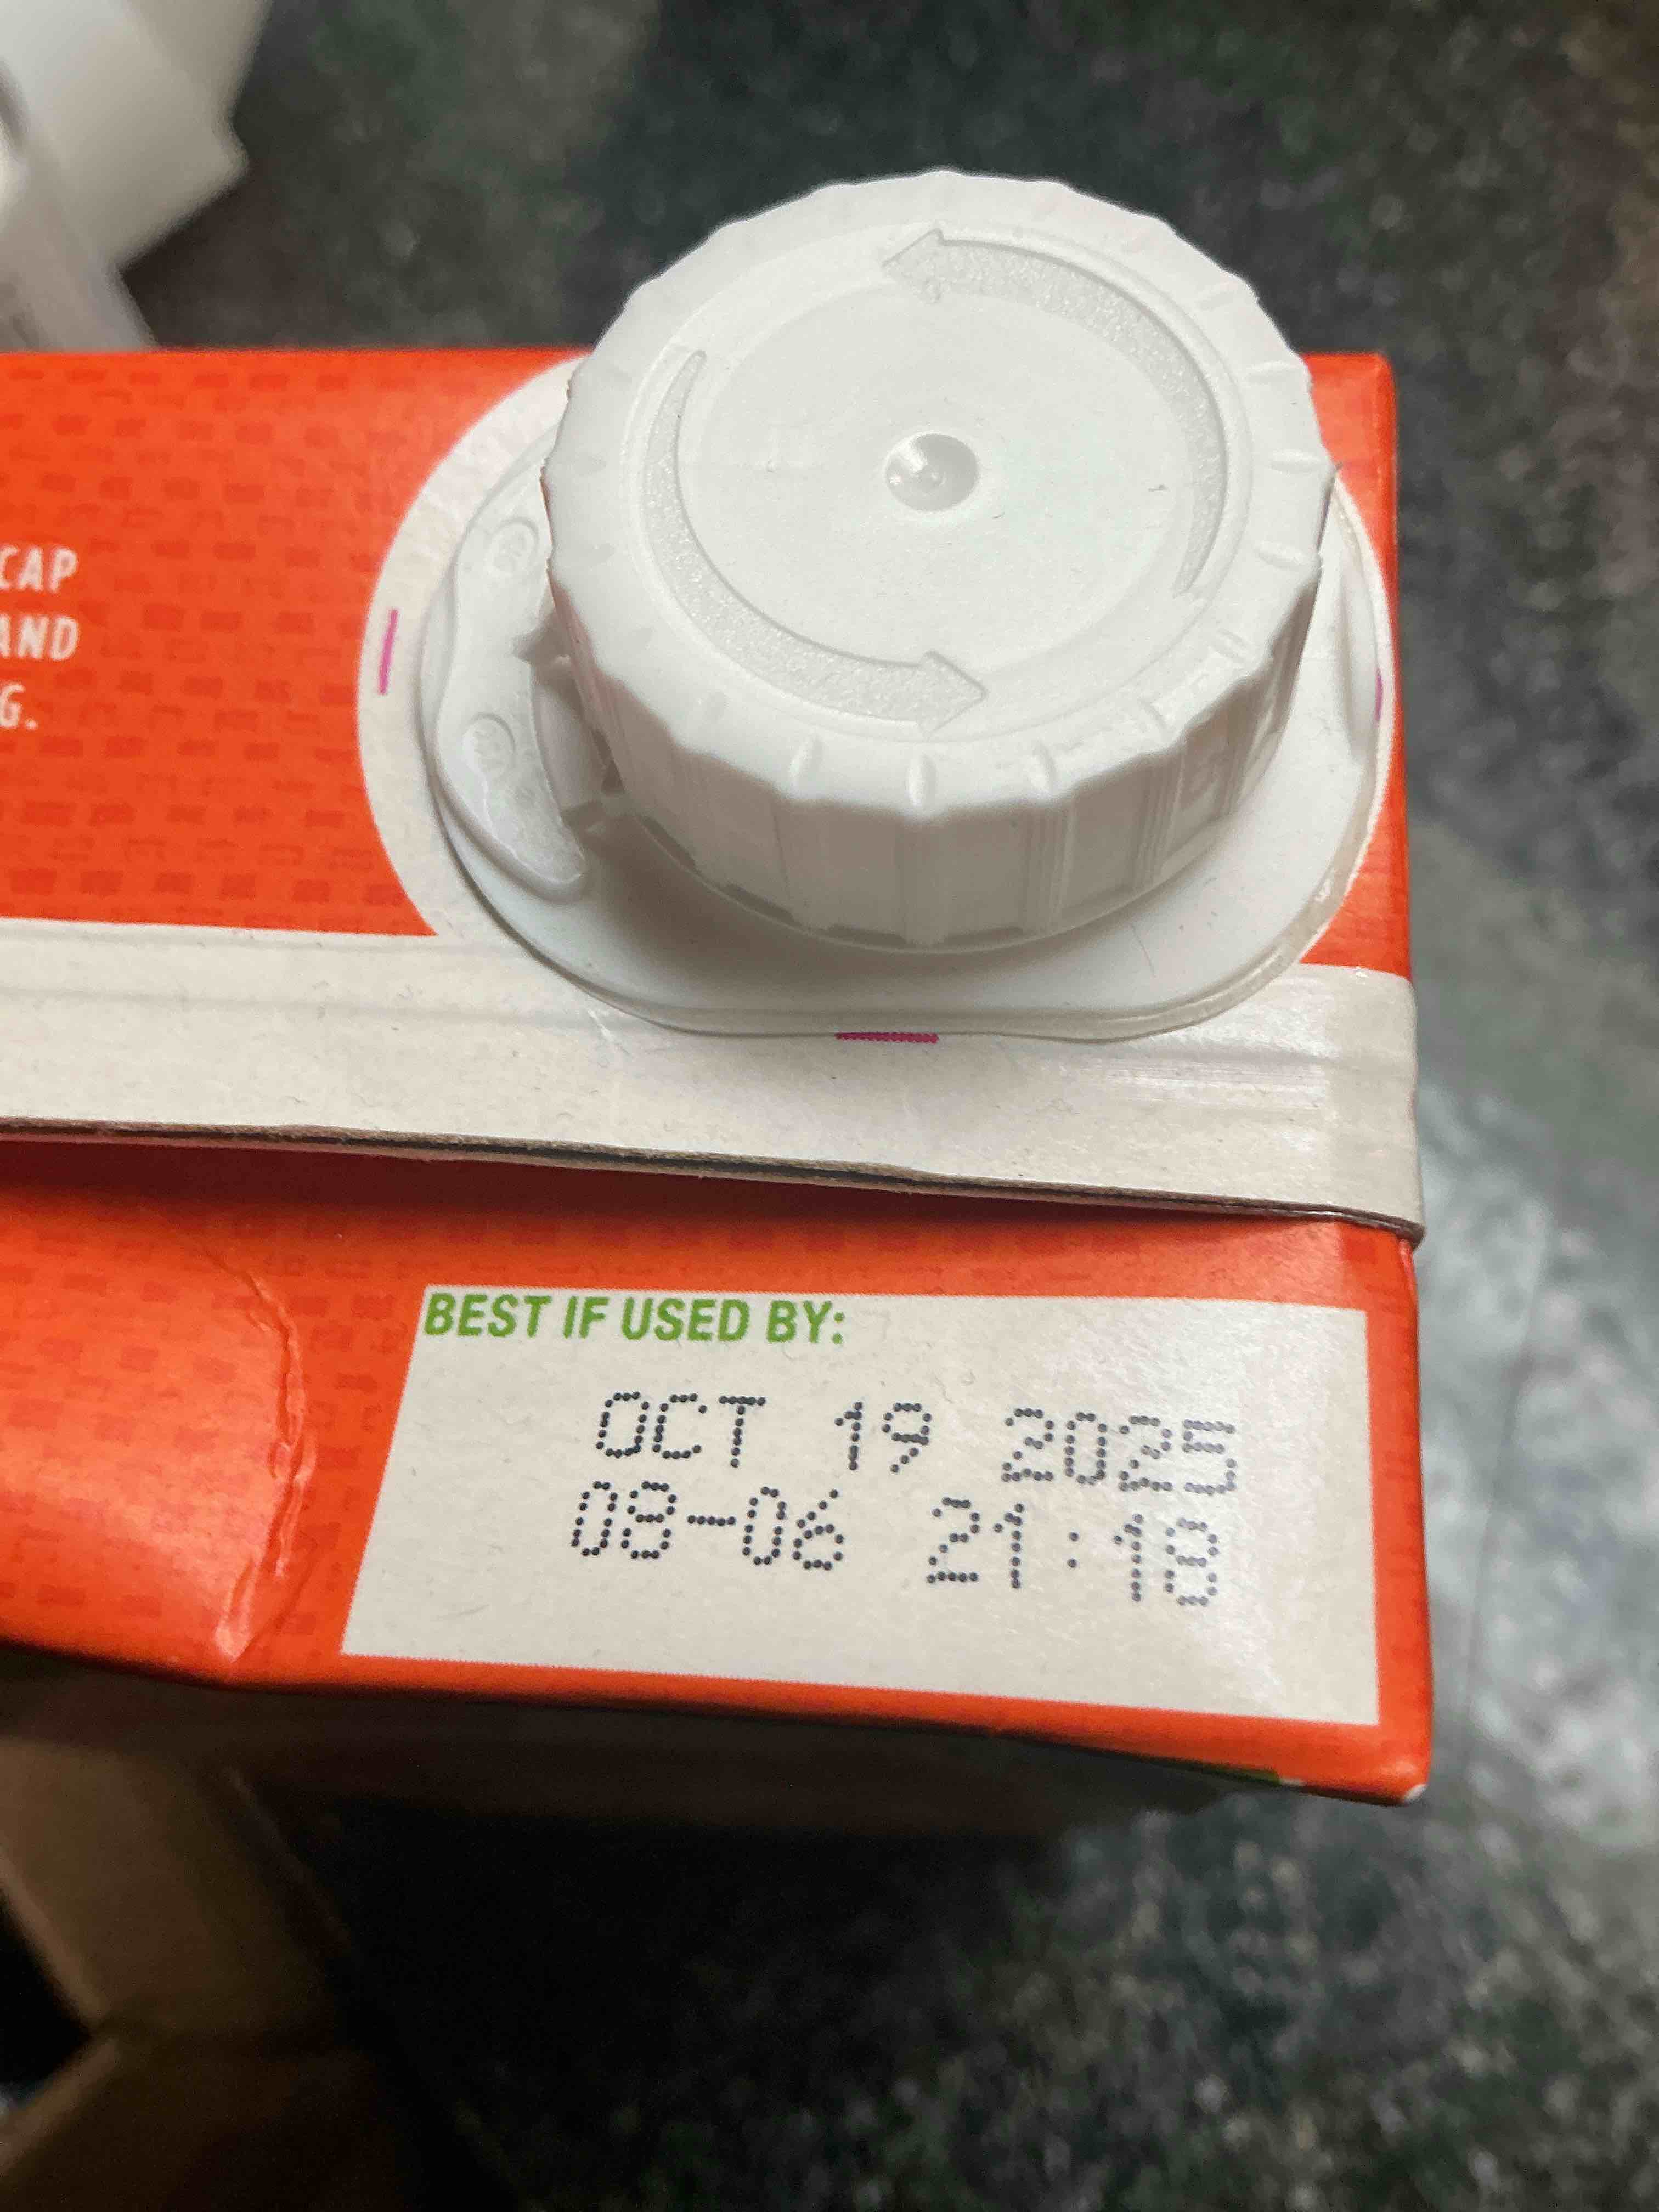 CAP
AND
G.
BEST IF USED BY:
OCT 19 2025
08-06 21:18